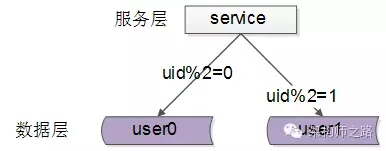 服务层 service
uid%2=0
uid%2=1
数据层 user0 user1
架构师之路